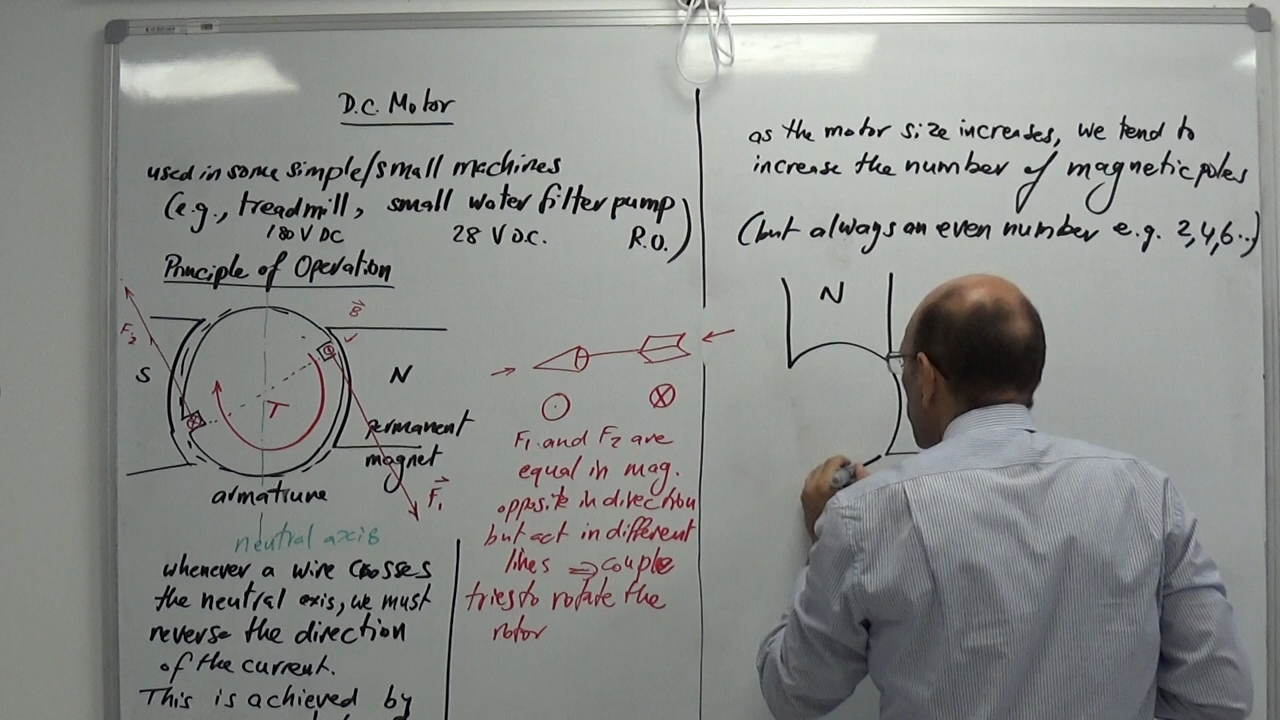 D.C. Motor
used in some simple/small machines
(e.g., treadmill, small water filter pump
180 V DC 28 V D.C. R.O.)
Principle of Operation
B
F2
S
N
T
permanent
magnet
F1
armatrure
neutral axis
whenever a wire crosses
the neutral axis, we must
reverse the direction
of the current.
This is achieved by
F1 and F2 are
equal in mag.
opposite in direction
but act in different
lines ⇒ couple
tries to rotate the
rotor
as the motor size increases, we tend to
increase the number of magnetic poles
(but always an even number e.g. 2,4,6..)
N